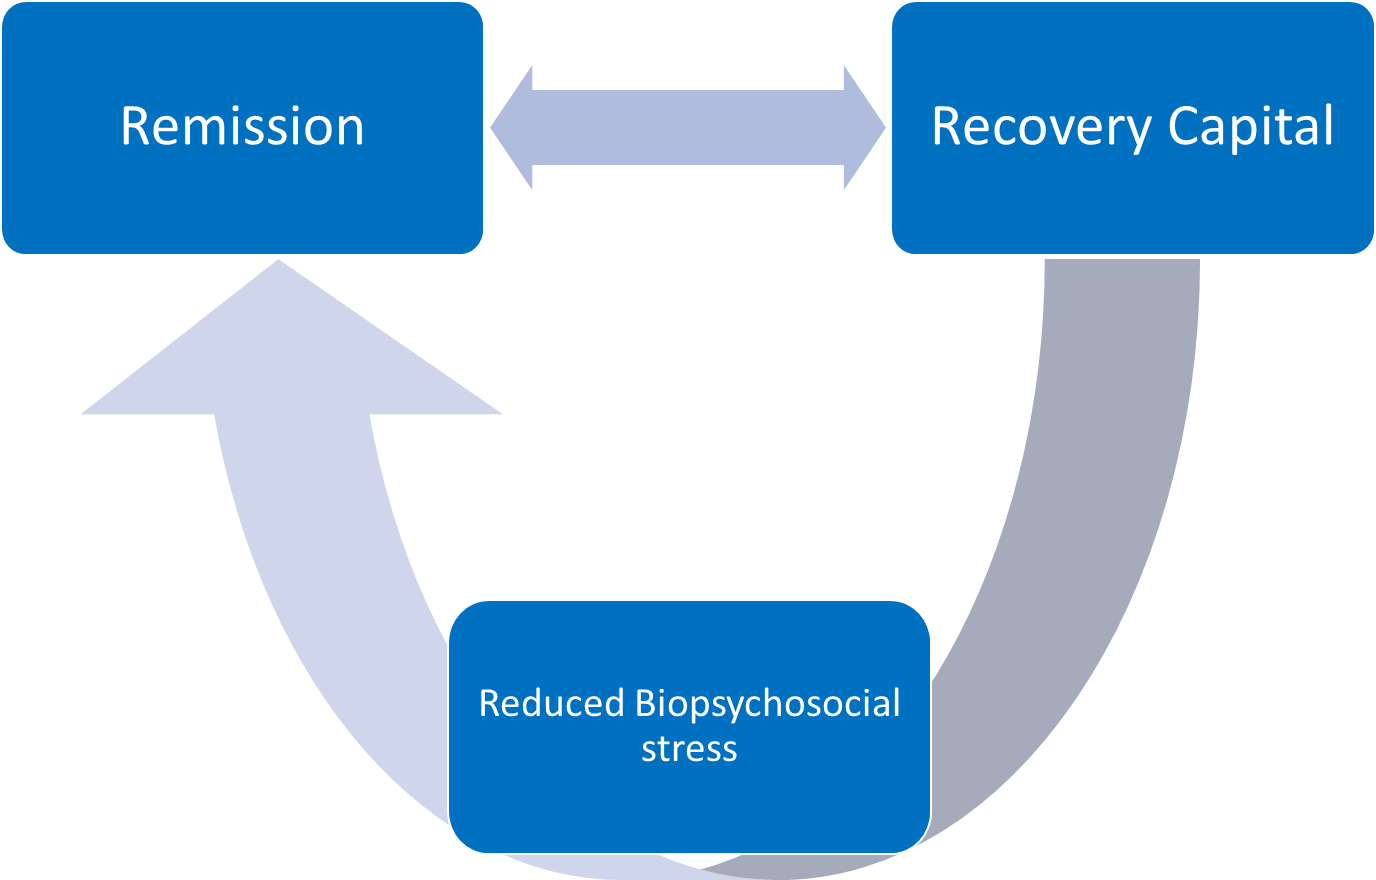 Remission
Recovery Capital
Reduced Biopsychosocial
stress